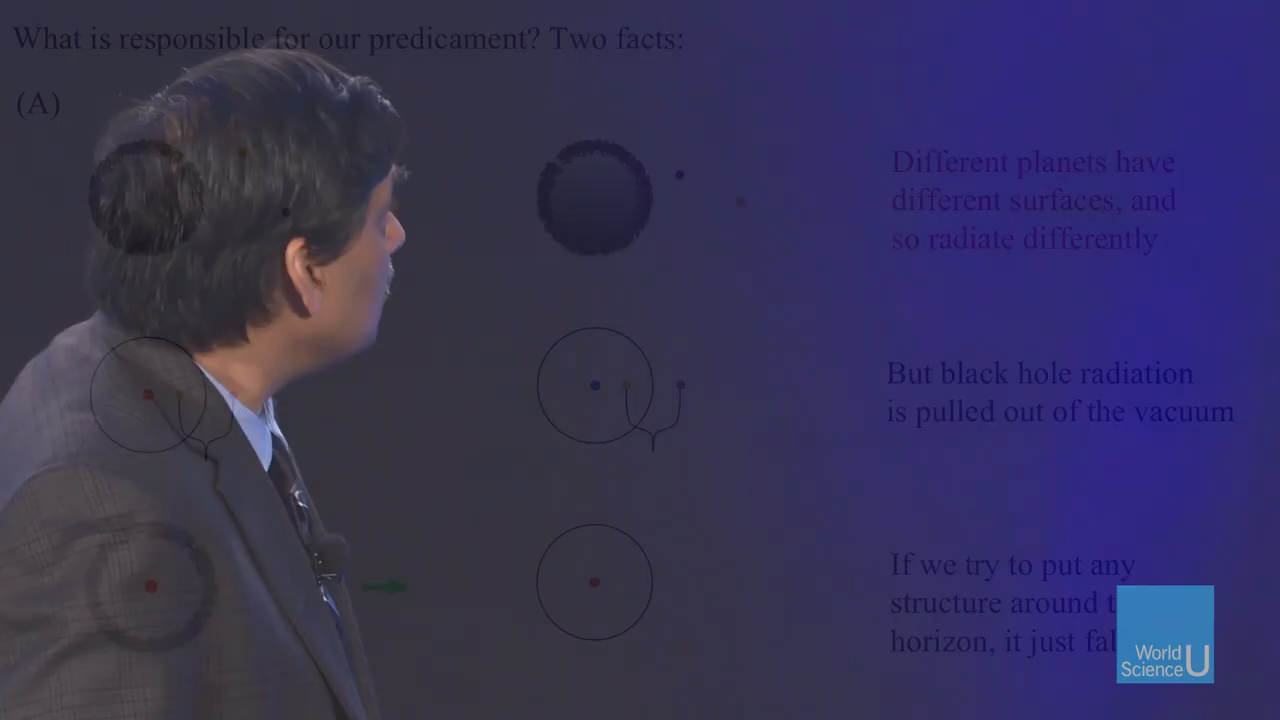 What is responsible for our predicament? Two facts:
(A)
Different planets have
different surfaces, and
so radiate differently
But black hole radiation
is pulled out of the vacuum
If we try to put any
structure around
horizon, it just
World
Science U